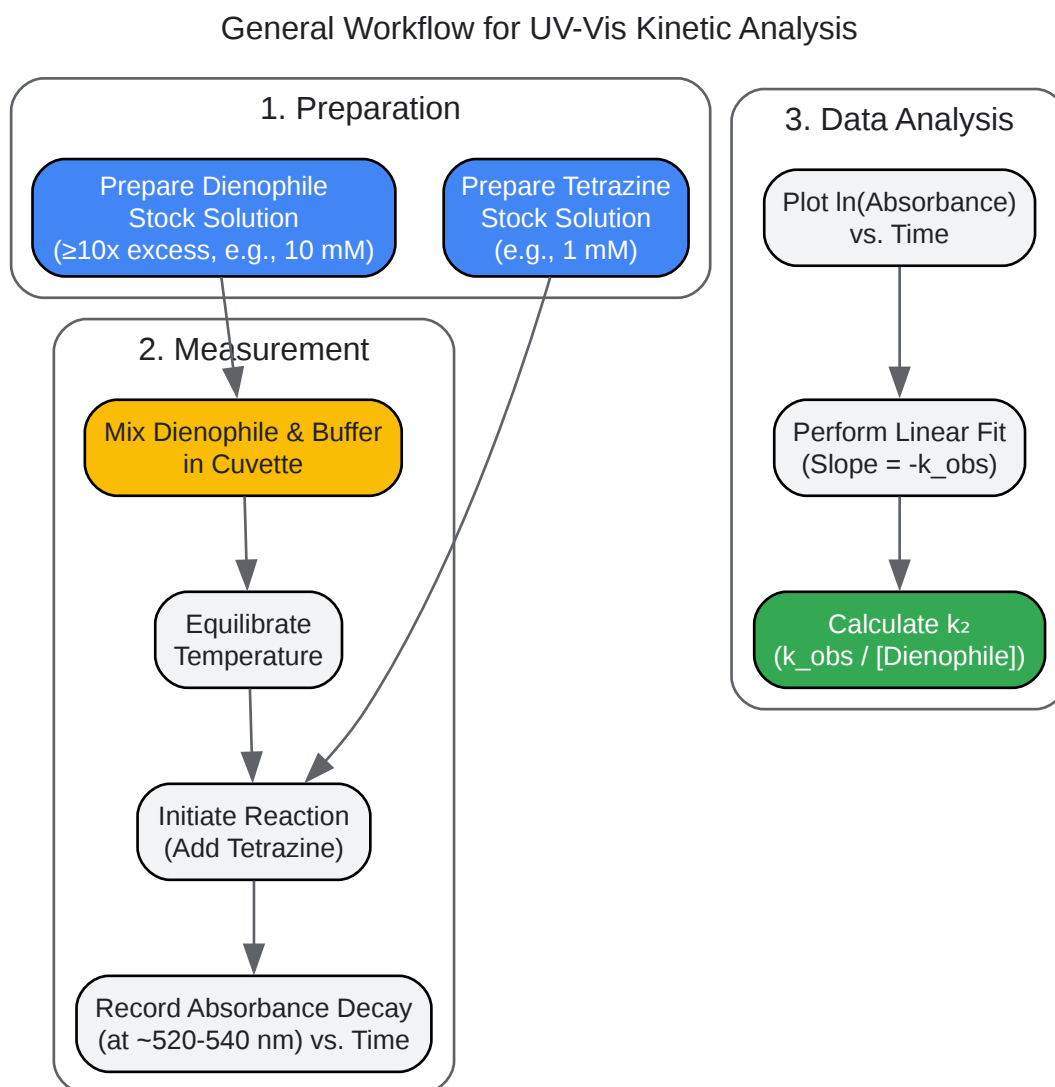 General Workflow for UV-Vis Kinetic Analysis
1. Preparation
Prepare Dienophile
Stock Solution
(≥10x excess, e.g., 10 mM)
Prepare Tetrazine
Stock Solution
(e.g., 1 mM)
2. Measurement
Mix Dienophile & Buffer
in Cuvette
Equilibrate
Temperature
Initiate Reaction
(Add Tetrazine)
Record Absorbance Decay
(at ~520-540 nm) vs. Time
3. Data Analysis
Plot ln(Absorbance)
vs. Time
Perform Linear Fit
(Slope = -k_obs)
Calculate k₂
(k_obs / [Dienophile])